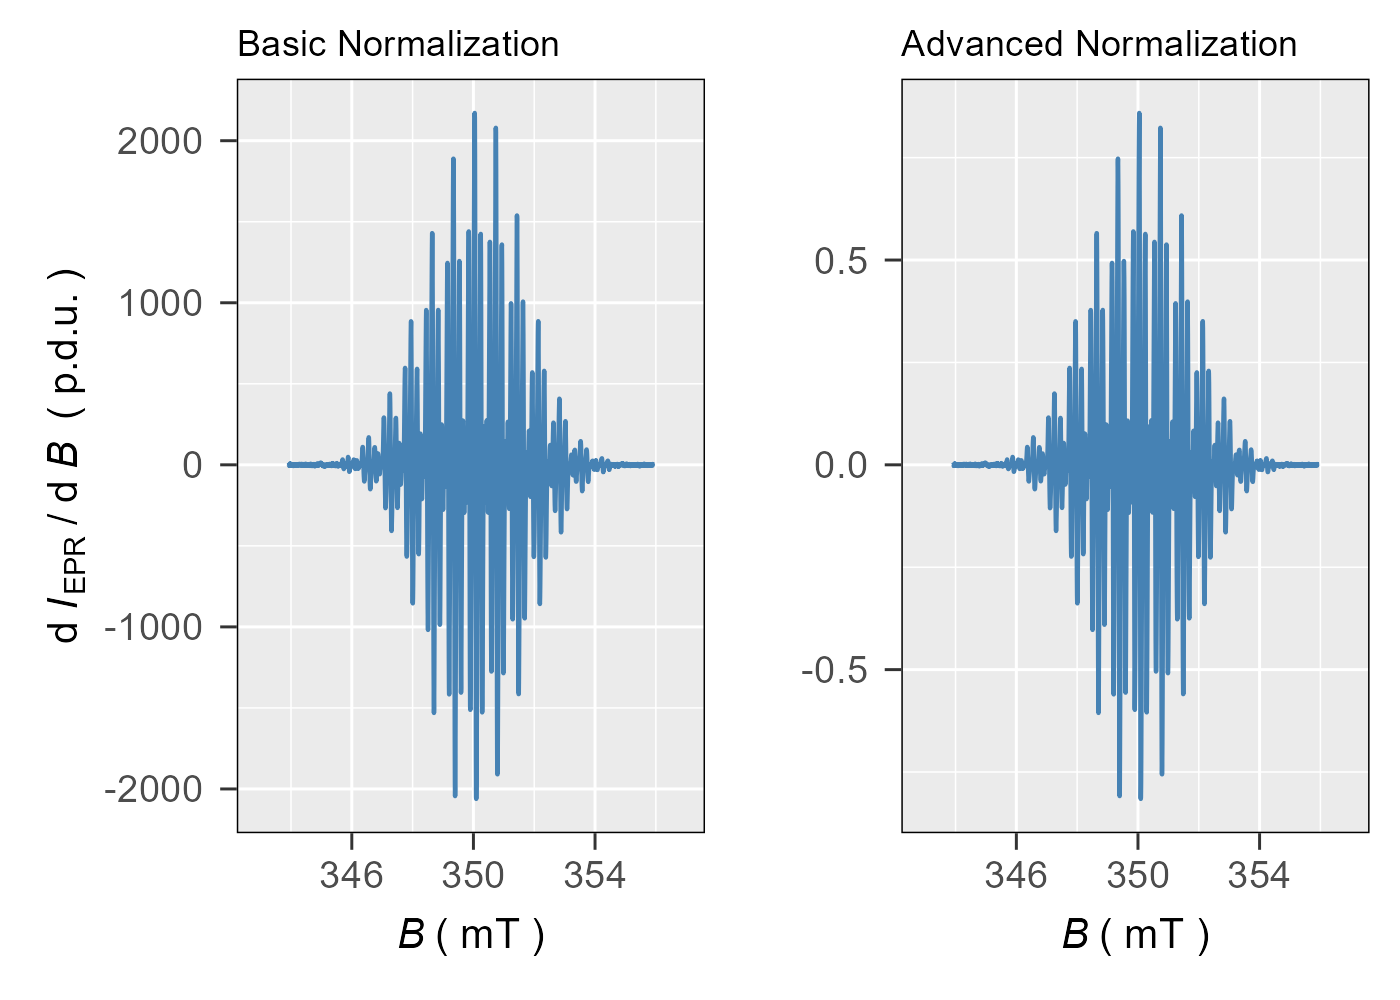 Basic Normalization
Advanced Normalization
d IEPR / d B ( p.d.u. )
2000
1000
0
-1000
-2000
346 350 354
B ( mT )
0.5
0.0
-0.5
346 350 354
B ( mT )